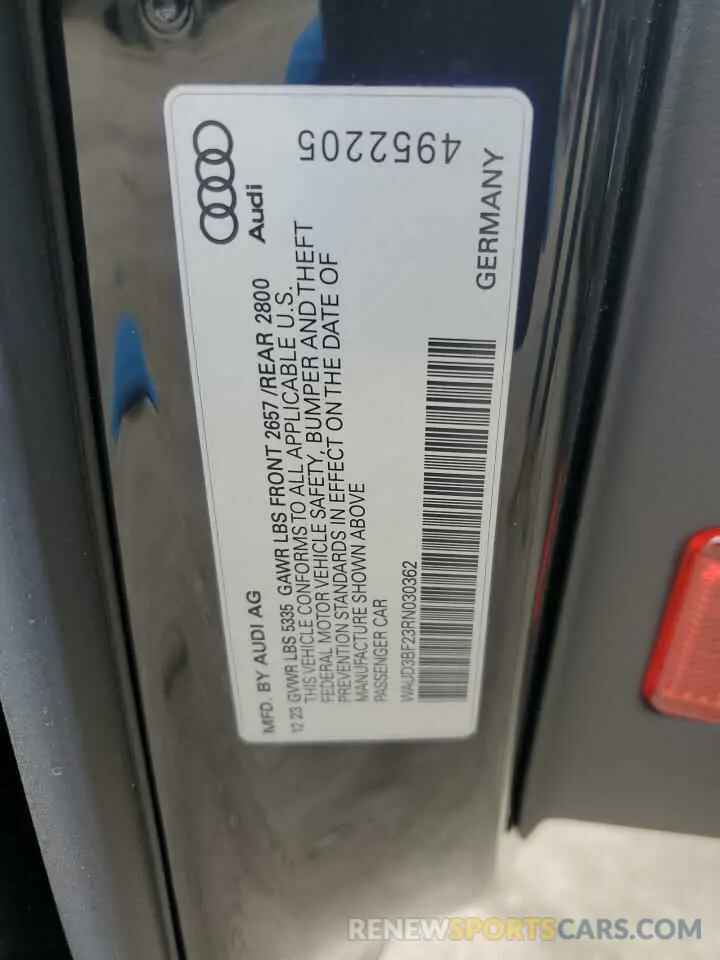 Audi
4952205
MFD. BY AUDI AG
GERMANY
12 23 GVWR LBS 5335 GAWR LBS FRONT 2657 /REAR 2800
THIS VEHICLE CONFORMS TO ALL APPLICABLE U.S.
FEDERAL MOTOR VEHICLE SAFETY, BUMPER AND THEFT
PREVENTION STANDARDS IN EFFECT ON THE DATE OF
MANUFACTURE SHOWN ABOVE
PASSENGER CAR
WAUD3BF23RN030362
RENEWSPORTSCARS.COM